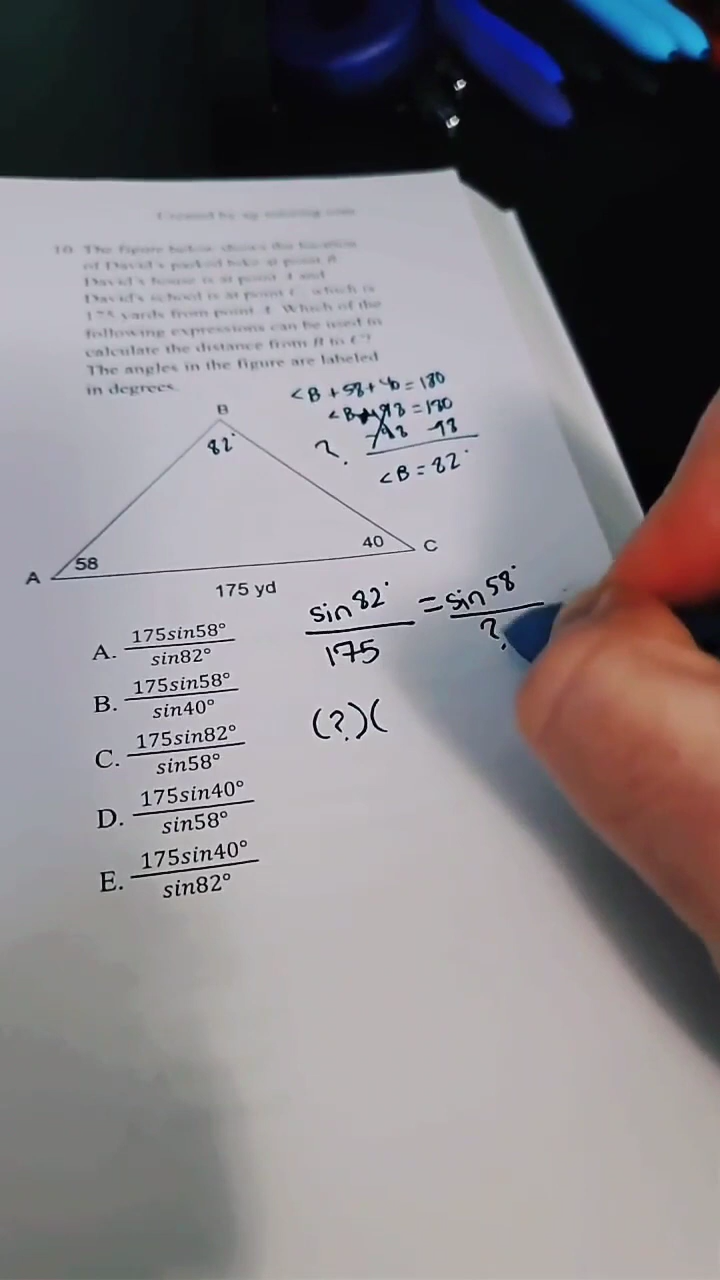 10. The figure below shows the location
of David's parked bike at point B.
David's house is at point A and
David's school is at point C, which is
175 yards from point A. Which of the
following expressions can be used to
calculate the distance from B to C?
The angles in the figure are labeled
in degrees.
<B + 58 + 40 = 180
<B + 98 = 180
-98 -98
<B = 82°
B
82°
?
A
58
40
C
175 yd
sin 82° / 175 = sin 58° / ?
(?)(
A. 175sin58° / sin82°
B. 175sin58° / sin40°
C. 175sin82° / sin58°
D. 175sin40° / sin58°
E. 175sin40° / sin82°